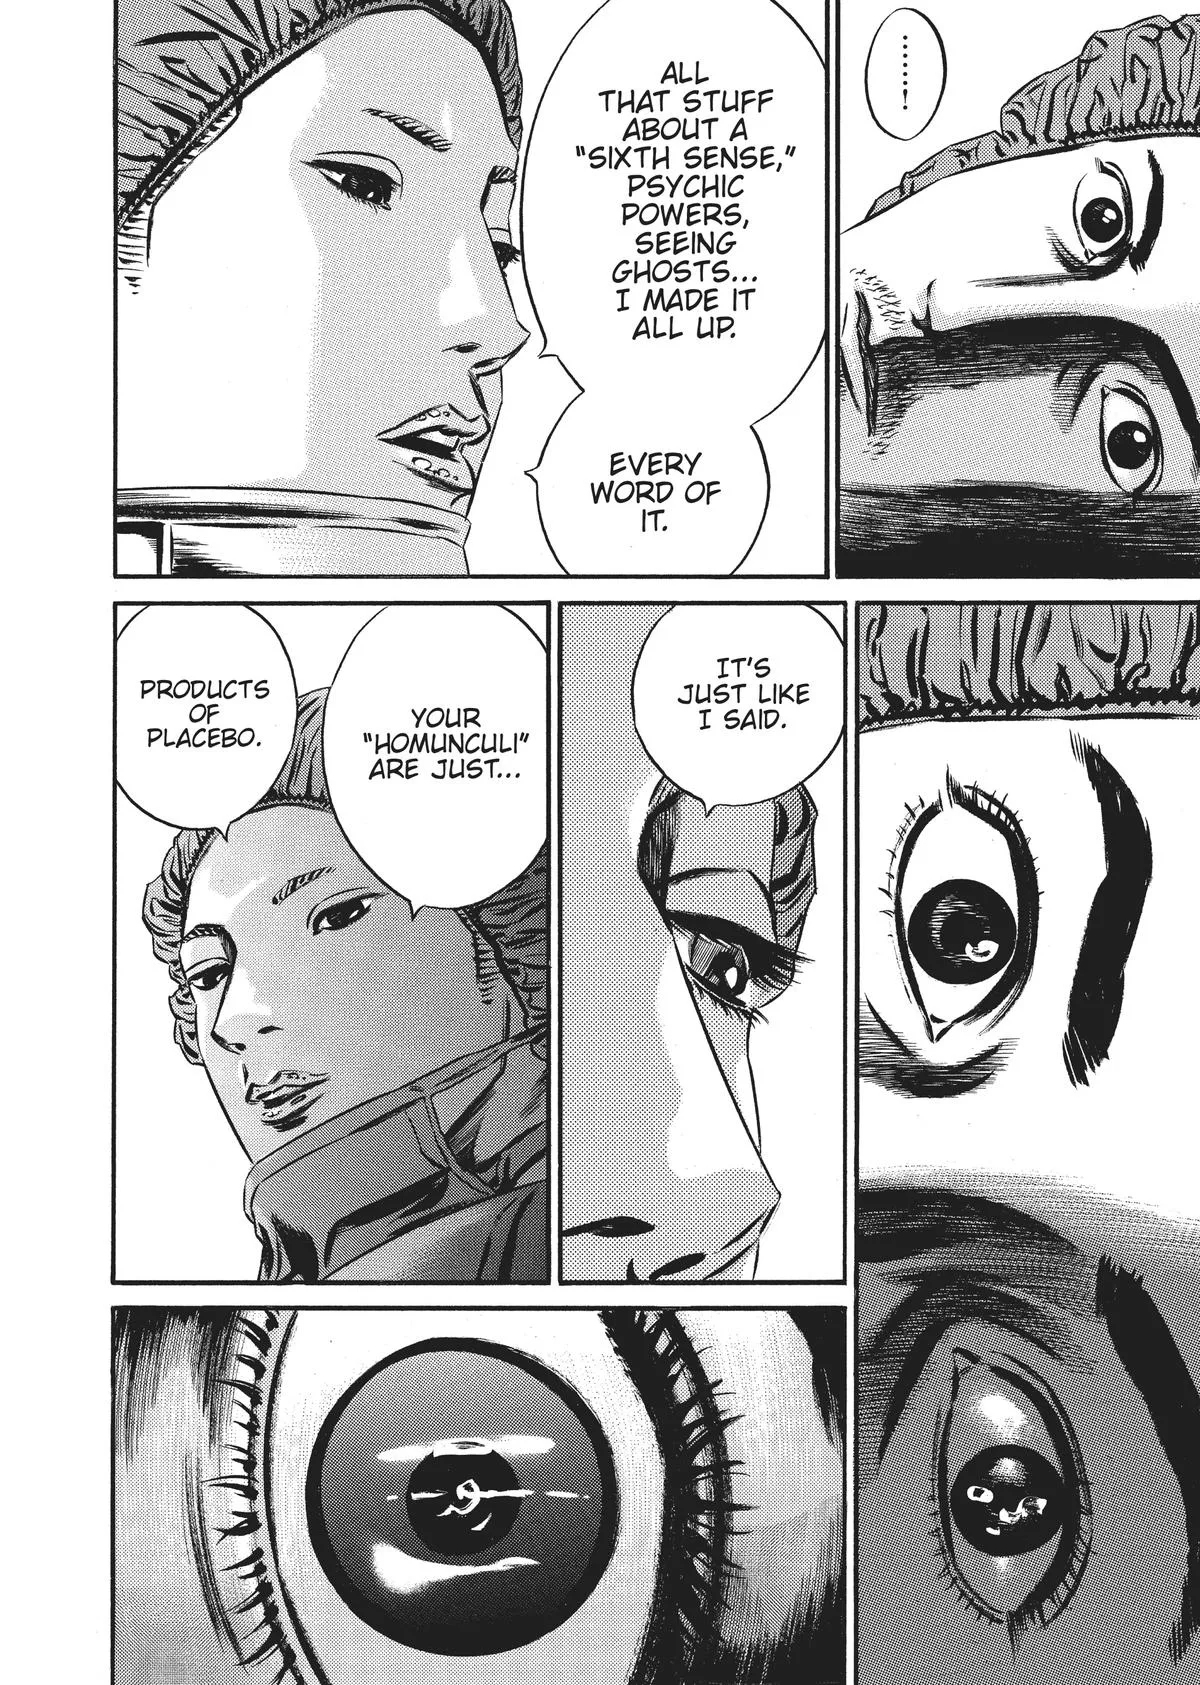 ......!
ALL
THAT STUFF
ABOUT A
"SIXTH SENSE,"
PSYCHIC
POWERS,
SEEING
GHOSTS...
I MADE IT
ALL UP.
EVERY
WORD OF
IT.
IT'S
JUST LIKE
I SAID.
YOUR
"HOMUNCULI"
ARE JUST...
PRODUCTS
OF
PLACEBO.